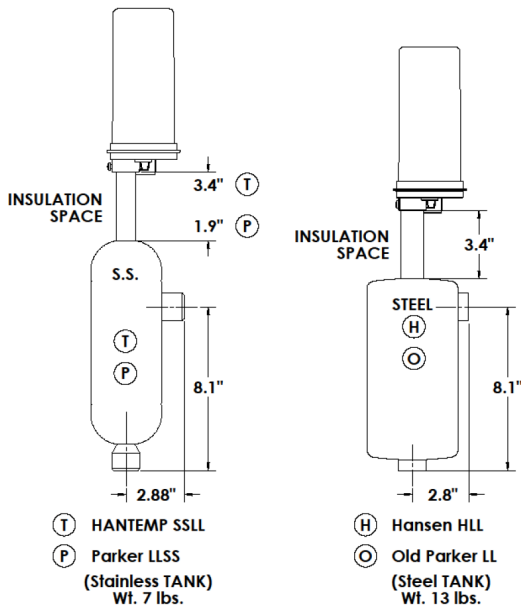 3.4" T
INSULATION
SPACE
1.9" P
S.S.
T
P
8.1"
2.88"
T HANTEMP SSLL
P Parker LLSS
(Stainless TANK)
Wt. 7 lbs.
INSULATION
SPACE
3.4"
STEEL
H
O
8.1"
2.8"
H Hansen HLL
O Old Parker LL
(Steel TANK)
Wt. 13 lbs.